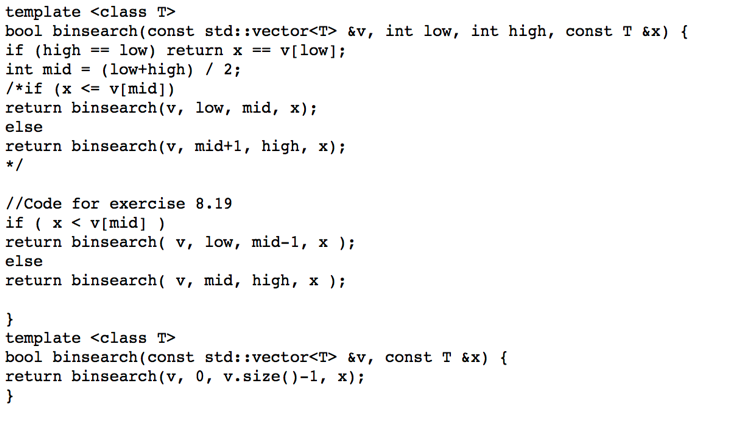 template <class T>
bool binsearch(const std::vector<T> &v, int low, int high, const T &x) {
if (high == low) return x == v[low];
int mid = (low+high) / 2;
/*if (x <= v[mid])
return binsearch(v, low, mid, x);
else
return binsearch(v, mid+1, high, x);
*/
//Code for exercise 8.19
if ( x < v[mid] )
return binsearch( v, low, mid-1, x );
else
return binsearch( v, mid, high, x );
}
template <class T>
bool binsearch(const std::vector<T> &v, const T &x) {
return binsearch(v, 0, v.size()-1, x);
}